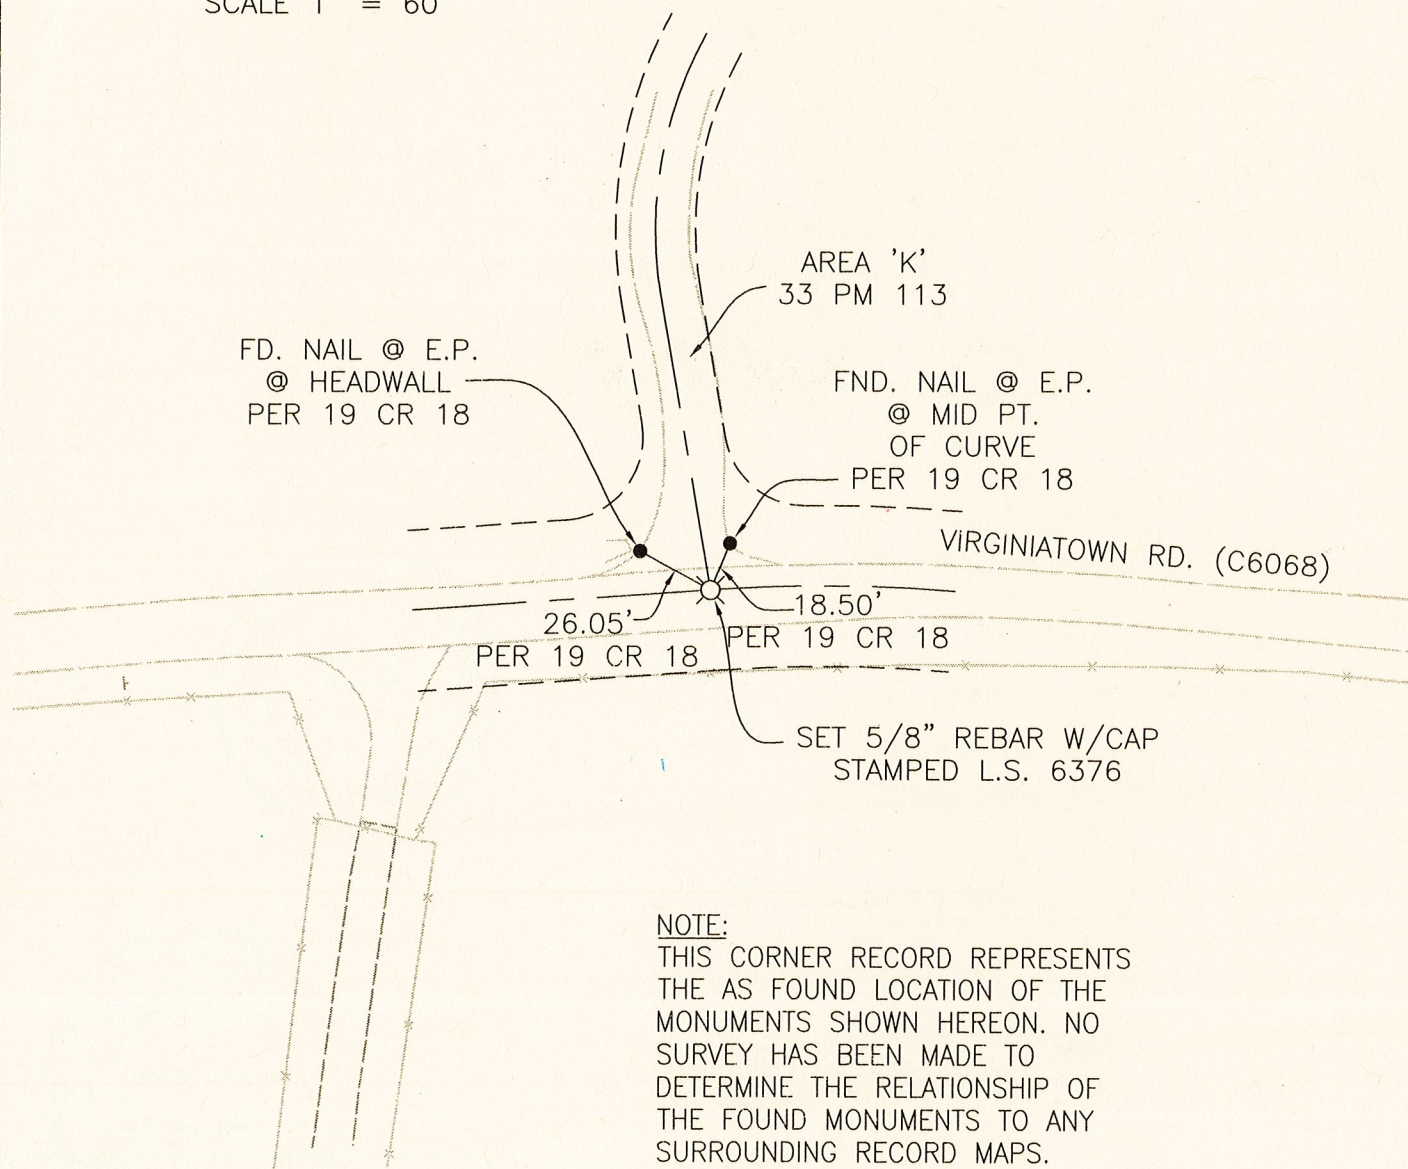 SCALE 1" = 60'
AREA 'K'
33 PM 113
FD. NAIL @ E.P.
@ HEADWALL
PER 19 CR 18
FND. NAIL @ E.P.
@ MID PT.
OF CURVE
PER 19 CR 18
VIRGINIATOWN RD. (C6068)
26.05'
PER 19 CR 18
18.50'
PER 19 CR 18
SET 5/8" REBAR W/CAP
STAMPED L.S. 6376
NOTE:
THIS CORNER RECORD REPRESENTS
THE AS FOUND LOCATION OF THE
MONUMENTS SHOWN HEREON. NO
SURVEY HAS BEEN MADE TO
DETERMINE THE RELATIONSHIP OF
THE FOUND MONUMENTS TO ANY
SURROUNDING RECORD MAPS.